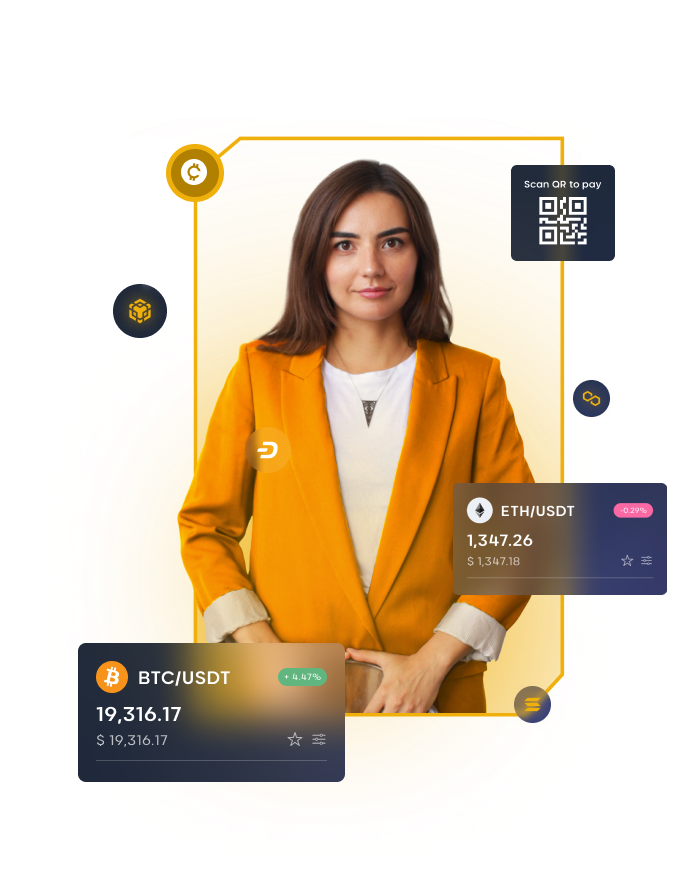 Scan QR to pay
ETH/USDT
-0.29%
1,347.26
$ 1,347.18
BTC/USDT
+ 4.47%
19,316.17
$ 19,316.17